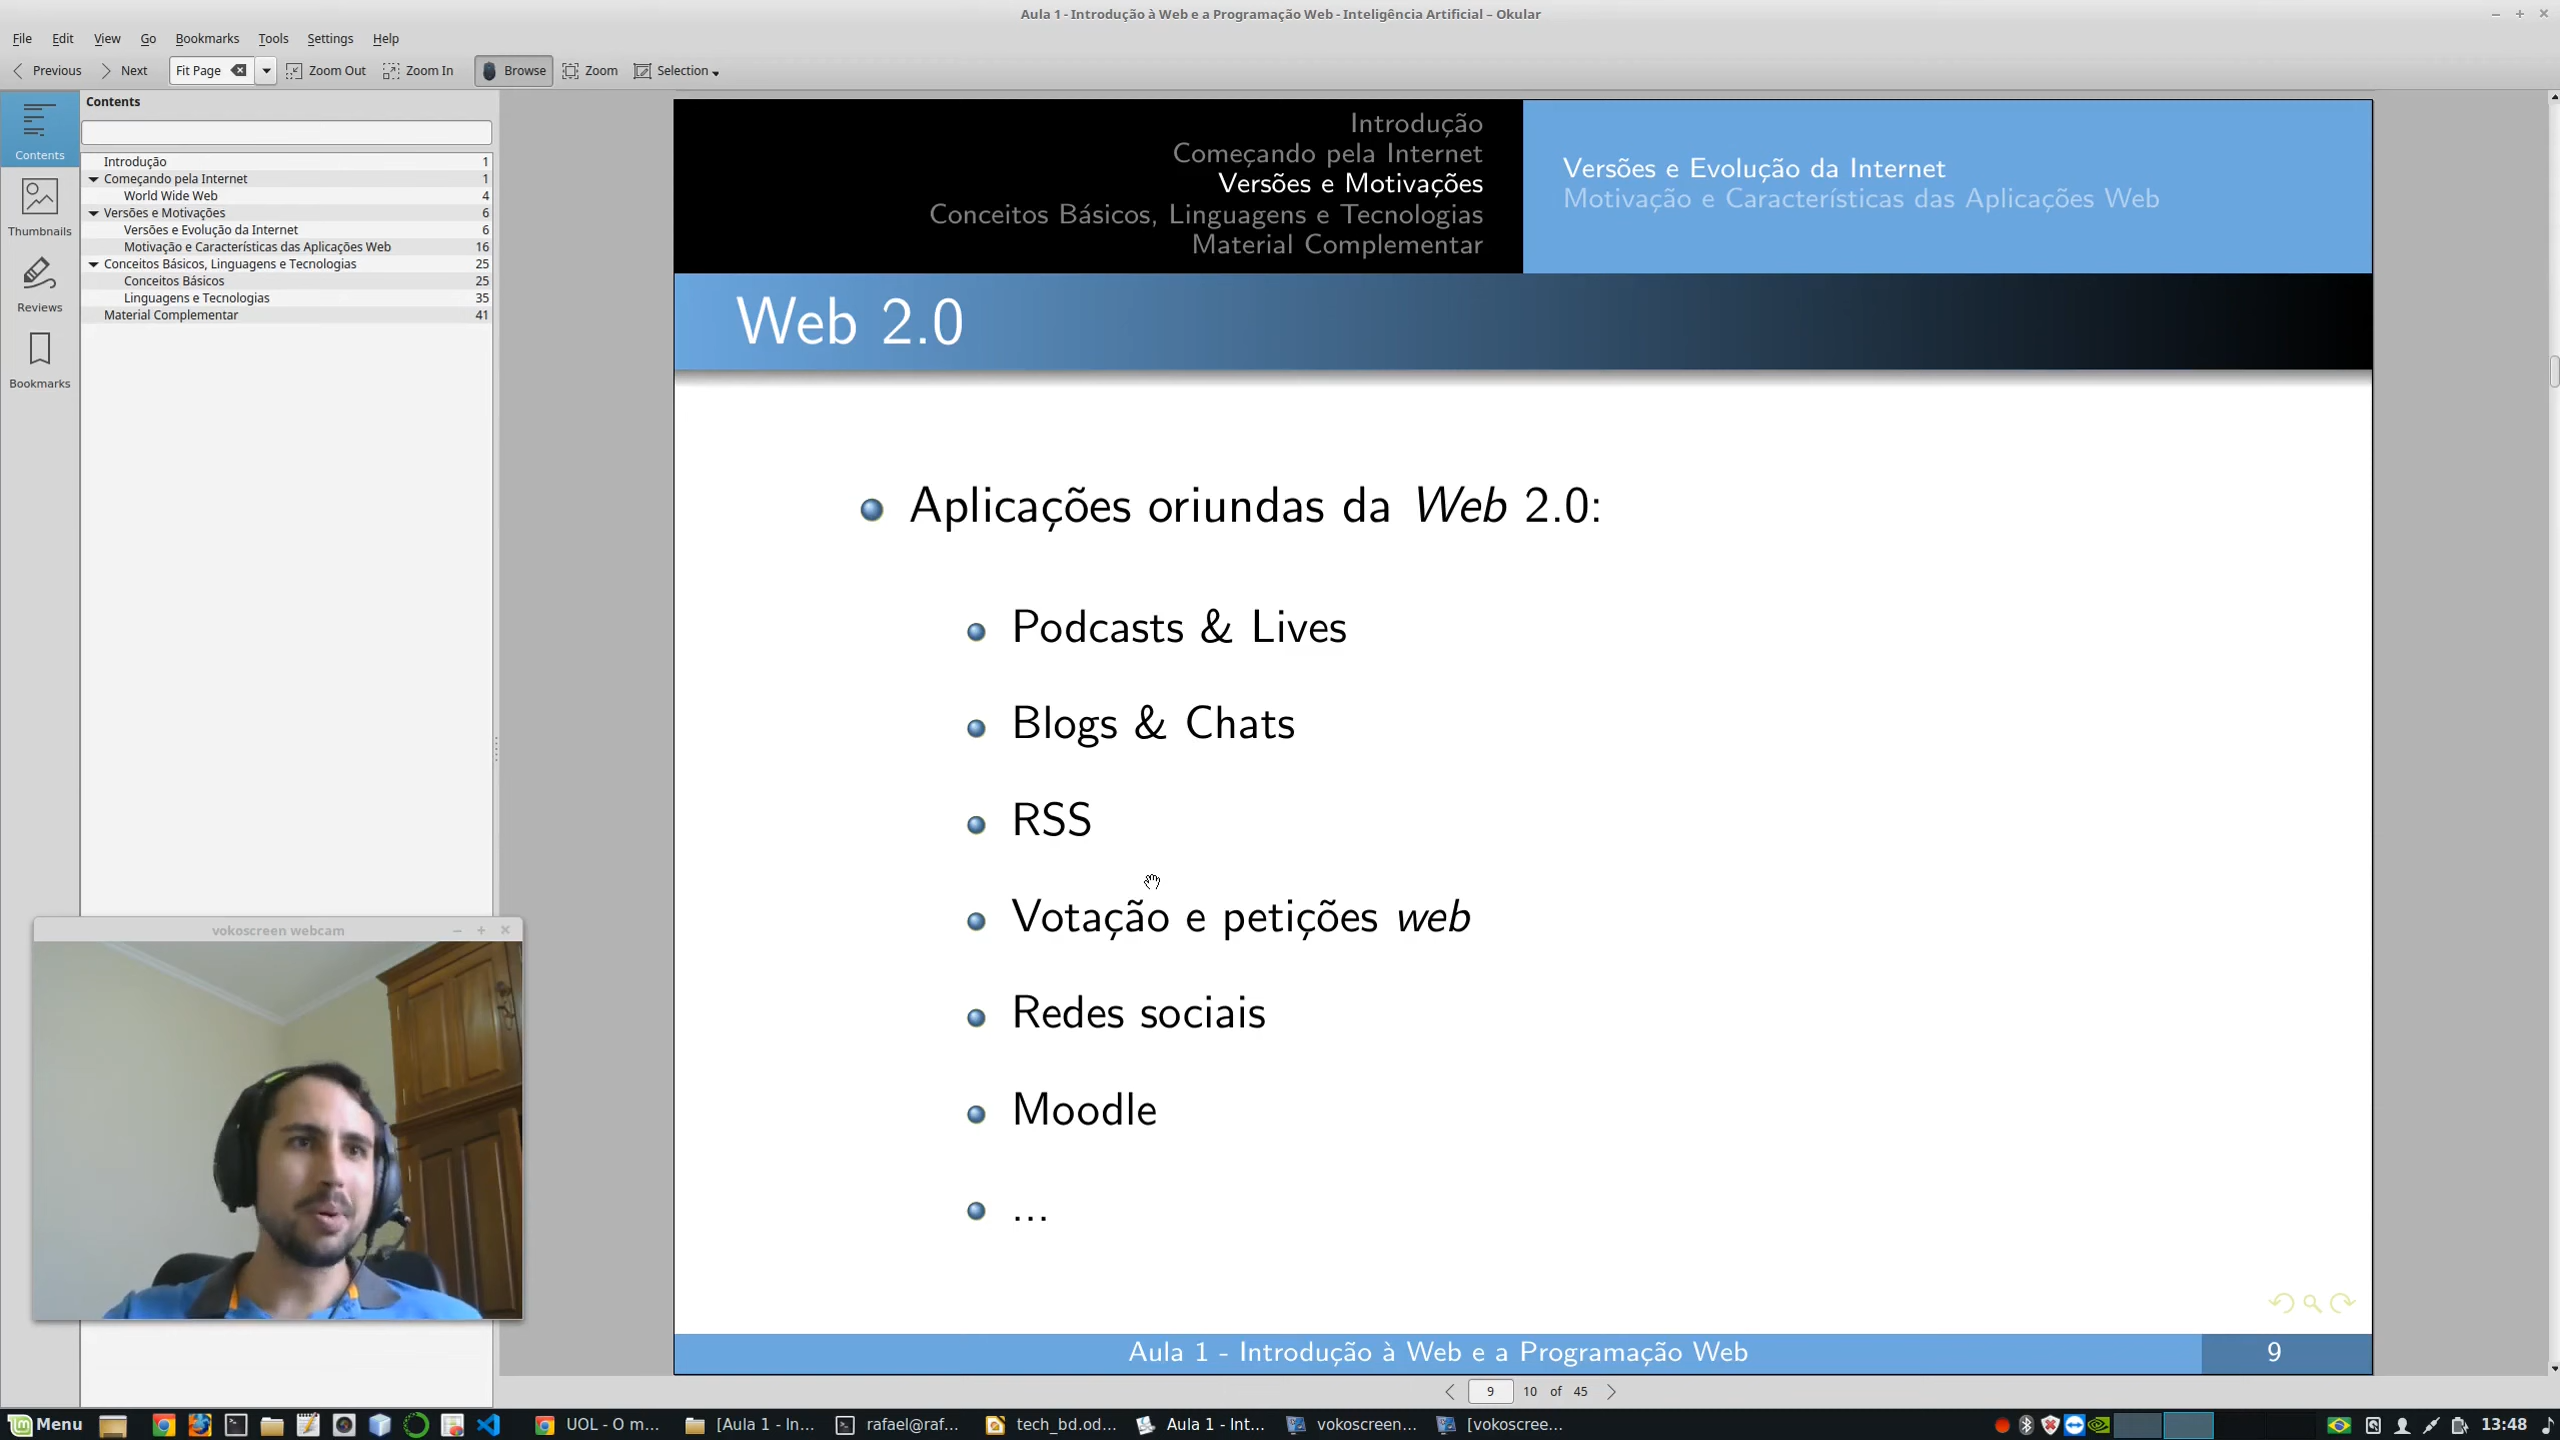 Aula 1 - Introdução à Web e a Programação Web - Inteligência Artificial – Okular
File Edit View Go Bookmarks Tools Settings Help
Previous Next Fit Page Zoom Out Zoom In Browse Zoom Selection
Contents
Contents
Thumbnails
Reviews
Bookmarks
Introdução 1
Começando pela Internet 1
World Wide Web 4
Versões e Motivações 6
Versões e Evolução da Internet 6
Motivação e Características das Aplicações Web 16
Conceitos Básicos, Linguagens e Tecnologias 25
Conceitos Básicos 25
Linguagens e Tecnologias 35
Material Complementar 41
Introdução
Começando pela Internet
Versões e Motivações
Conceitos Básicos, Linguagens e Tecnologias
Material Complementar
Versões e Evolução da Internet
Motivação e Características das Aplicações Web
Web 2.0
Aplicações oriundas da Web 2.0:
Podcasts & Lives
Blogs & Chats
RSS
Votação e petições web
Redes sociais
Moodle
...
Aula 1 - Introdução à Web e a Programação Web 9
vokoscreen webcam
9 10 of 45
Menu UOL - O m... [Aula 1 - In... rafael@raf... tech_bd.od... Aula 1 - Int... vokoscreen... [vokoscree... 13:48